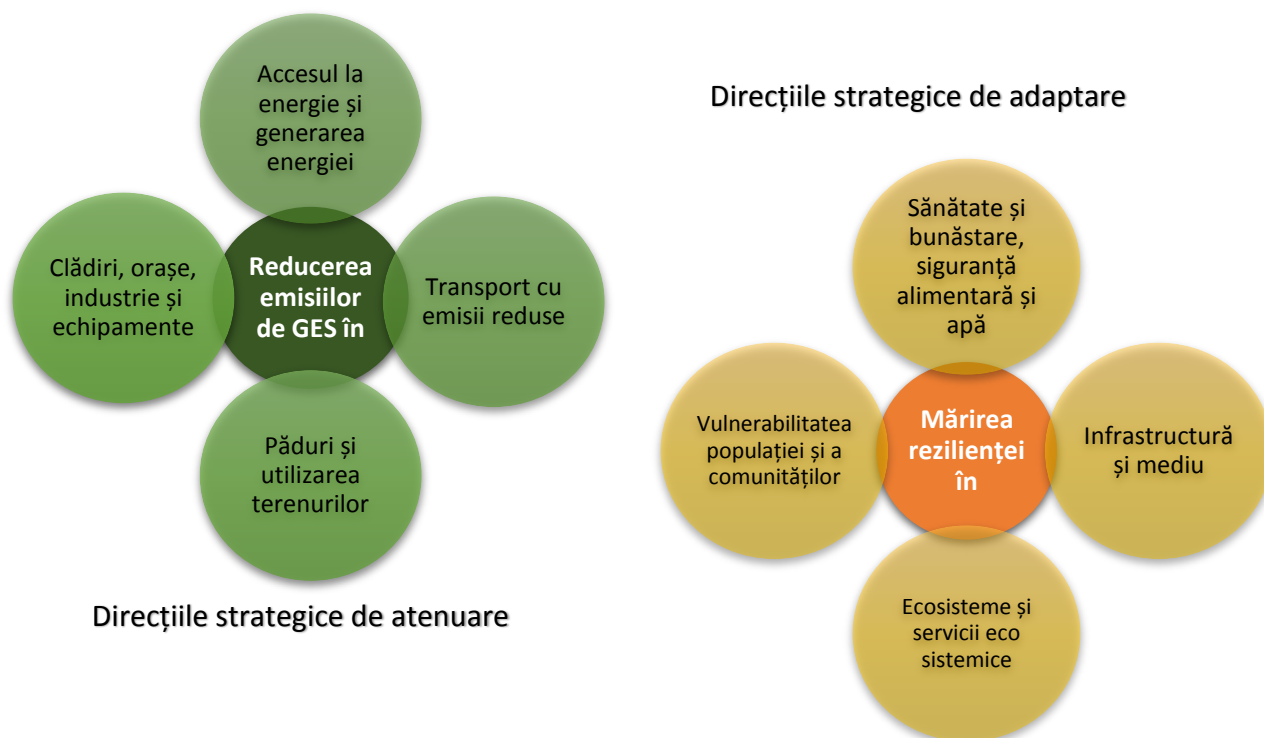 Accesul la
energie și
generarea
energiei
Clădiri, orașe,
industrie și
echipamente
Reducerea
emisiilor
de GES în
Transport cu
emisii reduse
Păduri și
utilizarea
terenurilor
Direcțiile strategice de atenuare
Direcțiile strategice de adaptare
Sănătate și
bunăstare,
siguranță
alimentară și
apă
Vulnerabilitatea
populației și a
comunităților
Mărirea
rezilienței
în
Infrastructură
și mediu
Ecosisteme și
servicii eco
sistemice